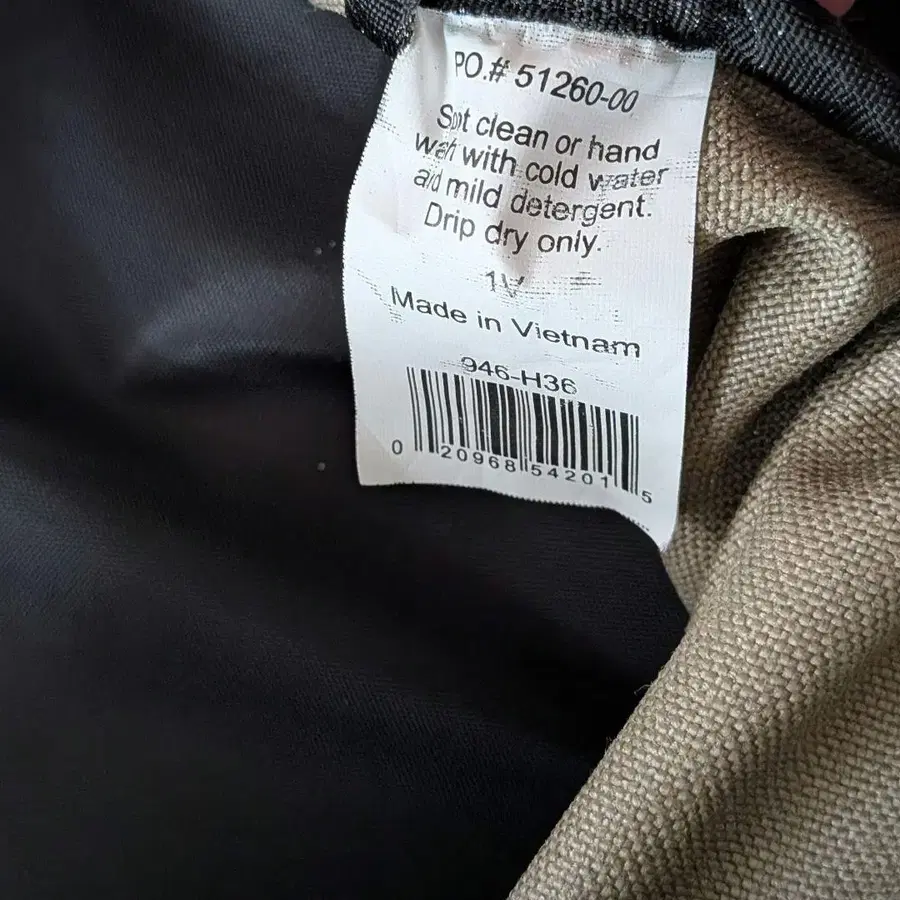 PO.# 51260-00
Spot clean or hand
wash with cold water
and mild detergent.
Drip dry only.
1V
Made in Vietnam
946-H36
0 20968 54201 5